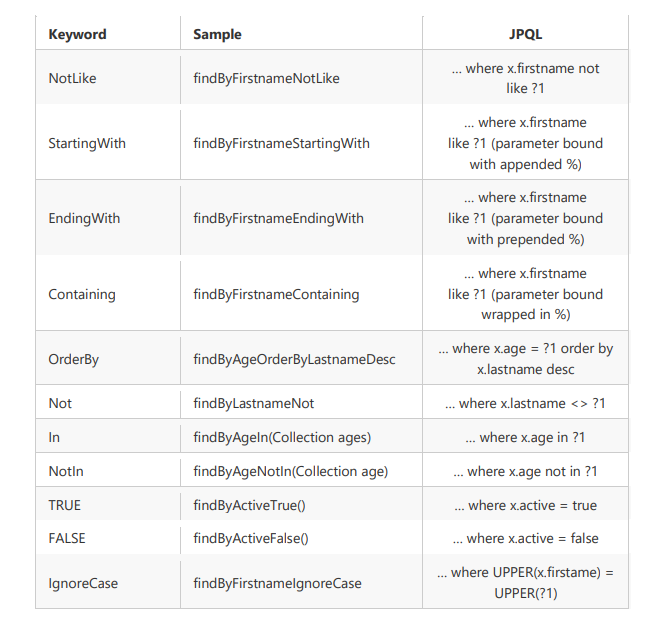 Keyword Sample JPQL
NotLike findByFirstnameNotLike ... where x.firstname not
like ?1
StartingWith findByFirstnameStartingWith ... where x.firstname
like ?1 (parameter bound
with appended %)
EndingWith findByFirstnameEndingWith ... where x.firstname
like ?1 (parameter bound
with prepended %)
Containing findByFirstnameContaining ... where x.firstname
like ?1 (parameter bound
wrapped in %)
OrderBy findByAgeOrderByLastnameDesc ... where x.age = ?1 order by
x.lastname desc
Not findByLastnameNot ... where x.lastname <> ?1
In findByAgeIn(Collection ages) ... where x.age in ?1
NotIn findByAgeNotIn(Collection age) ... where x.age not in ?1
TRUE findByActiveTrue() ... where x.active = true
FALSE findByActiveFalse() ... where x.active = false
IgnoreCase findByFirstnameIgnoreCase ... where UPPER(x.firstame) =
UPPER(?1)